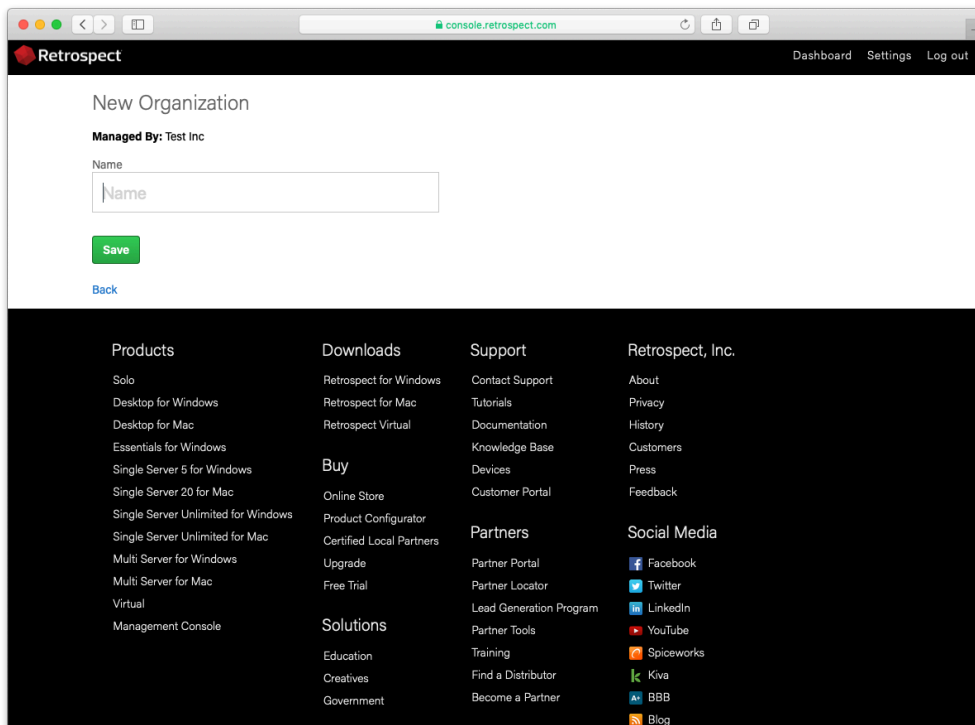 console.retrospect.com
Retrospect
Dashboard Settings Log out
New Organization
Managed By: Test Inc
Name
Name
Save
Back
Products
Solo
Desktop for Windows
Desktop for Mac
Essentials for Windows
Single Server 5 for Windows
Single Server 20 for Mac
Single Server Unlimited for Windows
Single Server Unlimited for Mac
Multi Server for Windows
Multi Server for Mac
Virtual
Management Console
Downloads
Retrospect for Windows
Retrospect for Mac
Retrospect Virtual
Buy
Online Store
Product Configurator
Certified Local Partners
Upgrade
Free Trial
Solutions
Education
Creatives
Government
Support
Contact Support
Tutorials
Documentation
Knowledge Base
Devices
Customer Portal
Partners
Partner Portal
Partner Locator
Lead Generation Program
Partner Tools
Training
Find a Distributor
Become a Partner
Retrospect, Inc.
About
Privacy
History
Customers
Press
Feedback
Social Media
Facebook
Twitter
in LinkedIn
YouTube
Spiceworks
k Kiva
A+ BBB
Blog